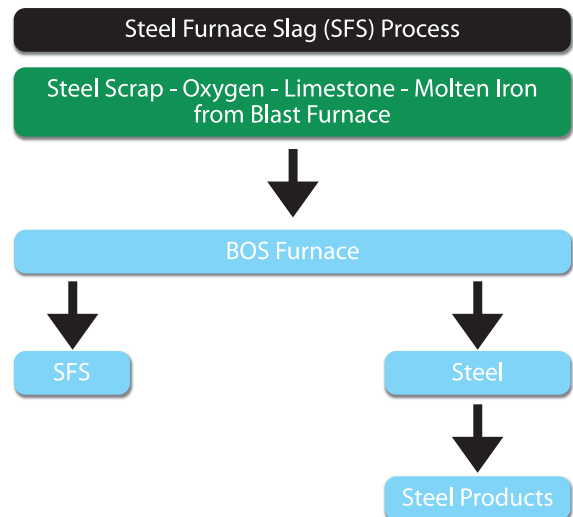 Steel Furnace Slag (SFS) Process
Steel Scrap - Oxygen - Limestone - Molten Iron
from Blast Furnace
BOS Furnace
SFS
Steel
Steel Products